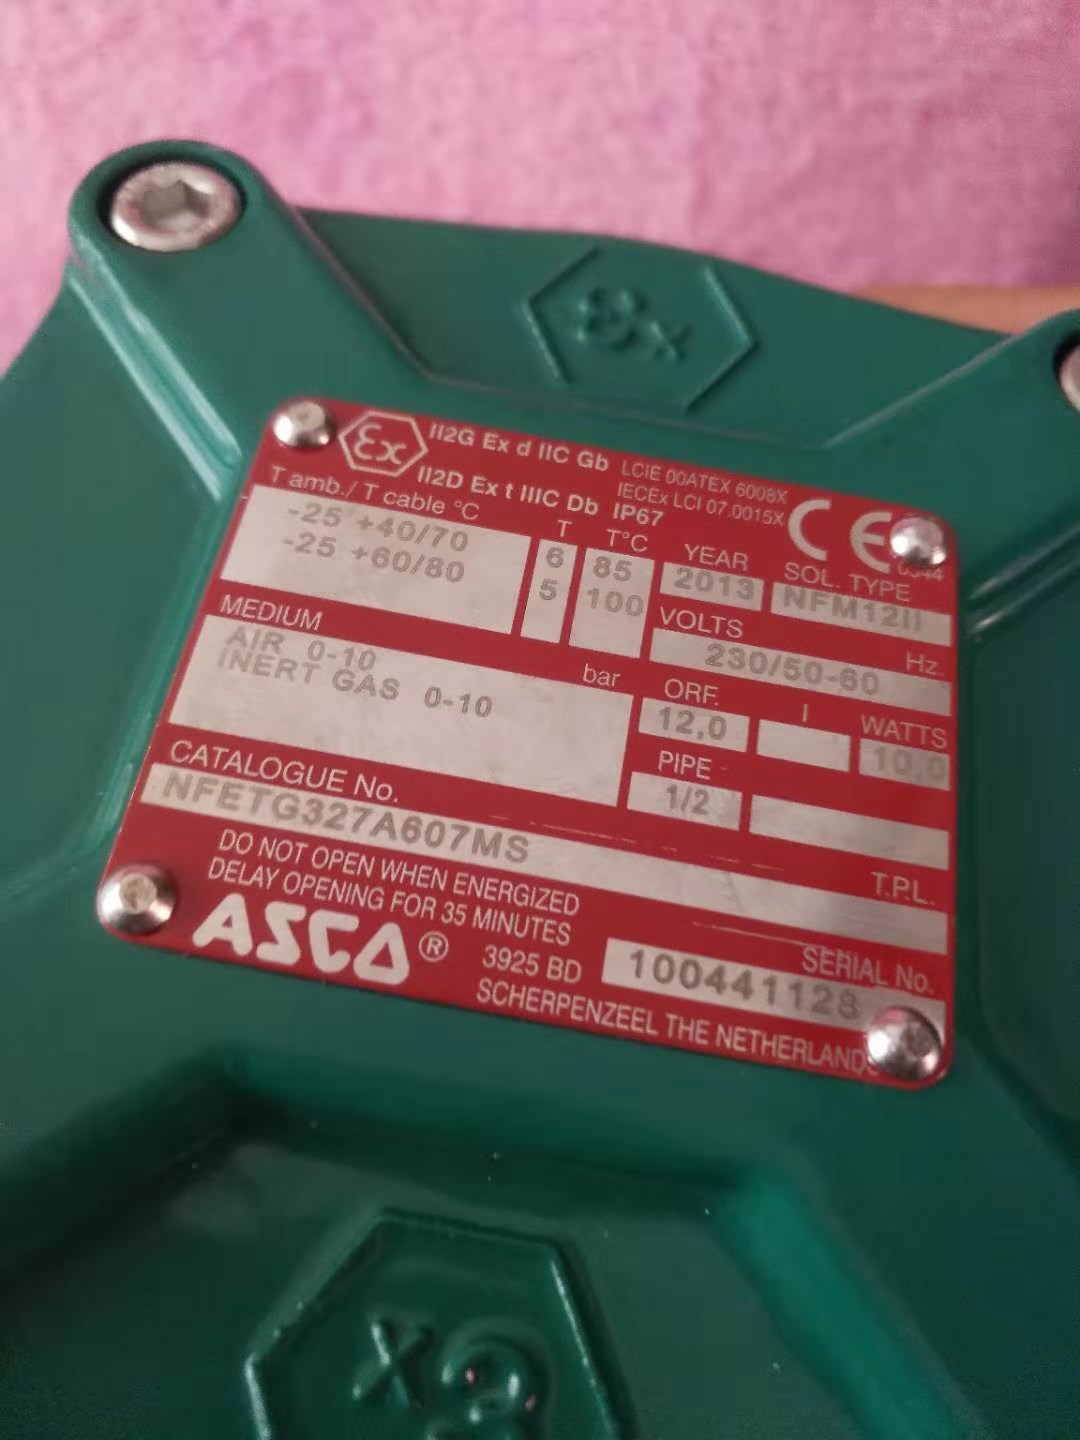 Ex
Ex
II2G Ex d IIC Gb
LCIE 00ATEX 6008X
II2D Ex t IIIC Db IP67
IECEx LCI 07.0015X
CE
T amb./ T cable °C
T
T°C
YEAR
SOL. TYPE
-25 +40/70
6
85
2013
NFM12II
-25 +60/80
5
100
VOLTS
Hz.
230/50-60
MEDIUM
bar
AIR 0-10
INERT GAS 0-10
ORF.
I
WATTS
12,0
10,0
PIPE
1/2
CATALOGUE No.
T.P.L.
NFETG327A607MS
DO NOT OPEN WHEN ENERGIZED
DELAY OPENING FOR 35 MINUTES
ASCO®
3925 BD
SERIAL No.
100441128
SCHERPENZEEL THE NETHERLANDS
Ex